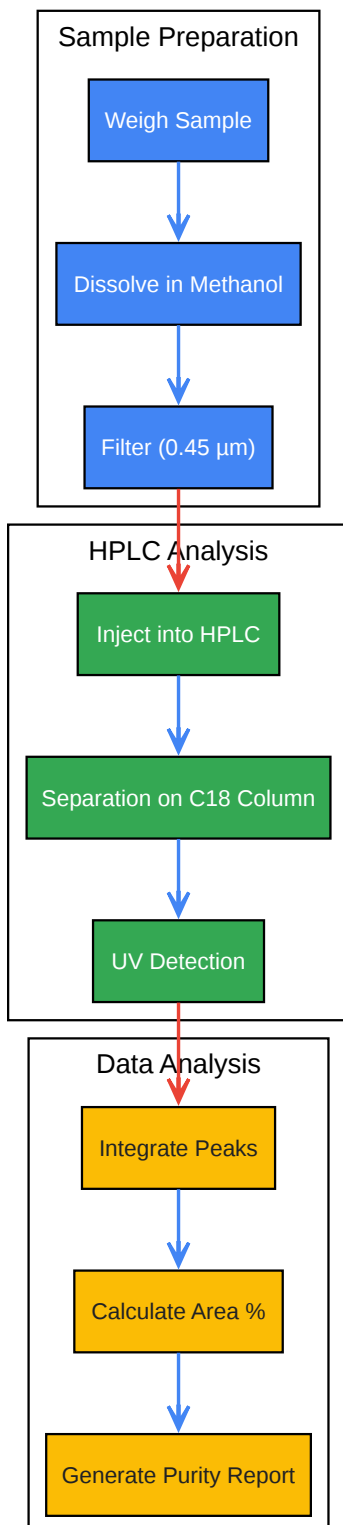 Sample Preparation
Weigh Sample
Dissolve in Methanol
Filter (0.45 µm)
HPLC Analysis
Inject into HPLC
Separation on C18 Column
UV Detection
Data Analysis
Integrate Peaks
Calculate Area %
Generate Purity Report